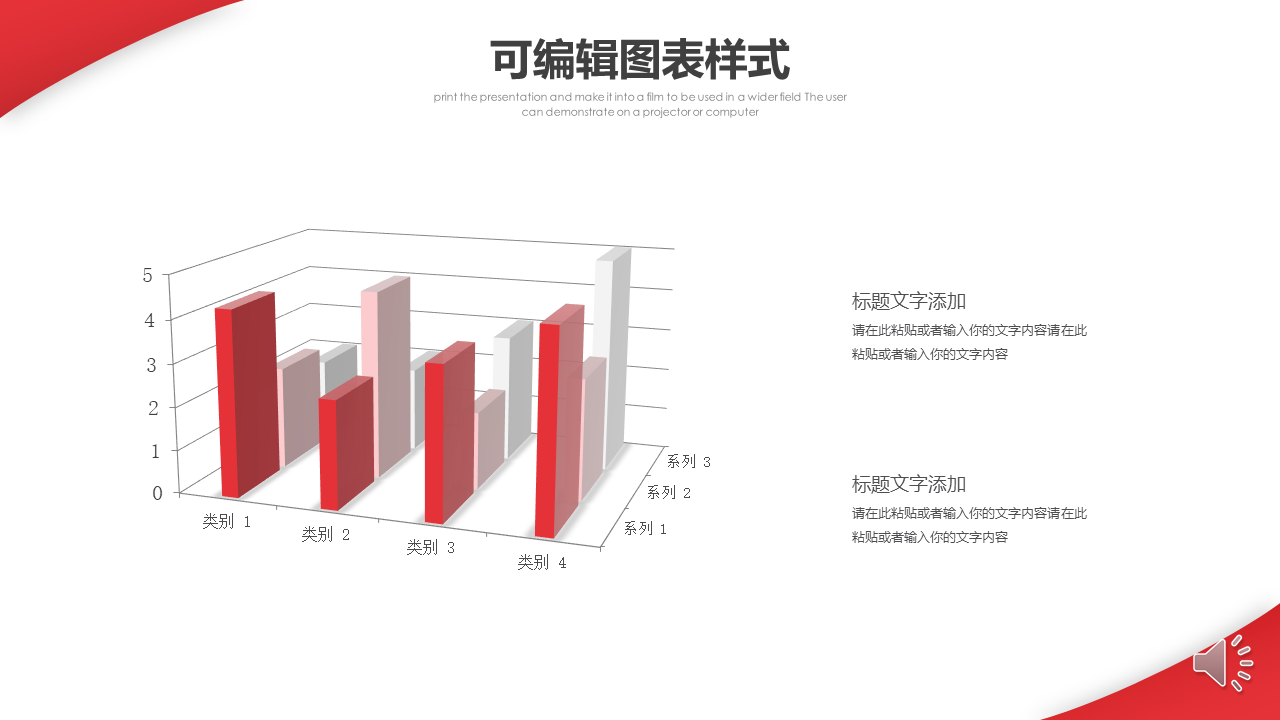 可编辑图表样式
print the presentation and make it into a film to be used in a wider field The user
can demonstrate on a projector or computer
5
4
3
2
1
0
类别 1
类别 2
类别 3
类别 4
系列 3
系列 2
系列 1
标题文字添加
请在此粘贴或者输入你的文字内容请在此
粘贴或者输入你的文字内容
标题文字添加
请在此粘贴或者输入你的文字内容请在此
粘贴或者输入你的文字内容